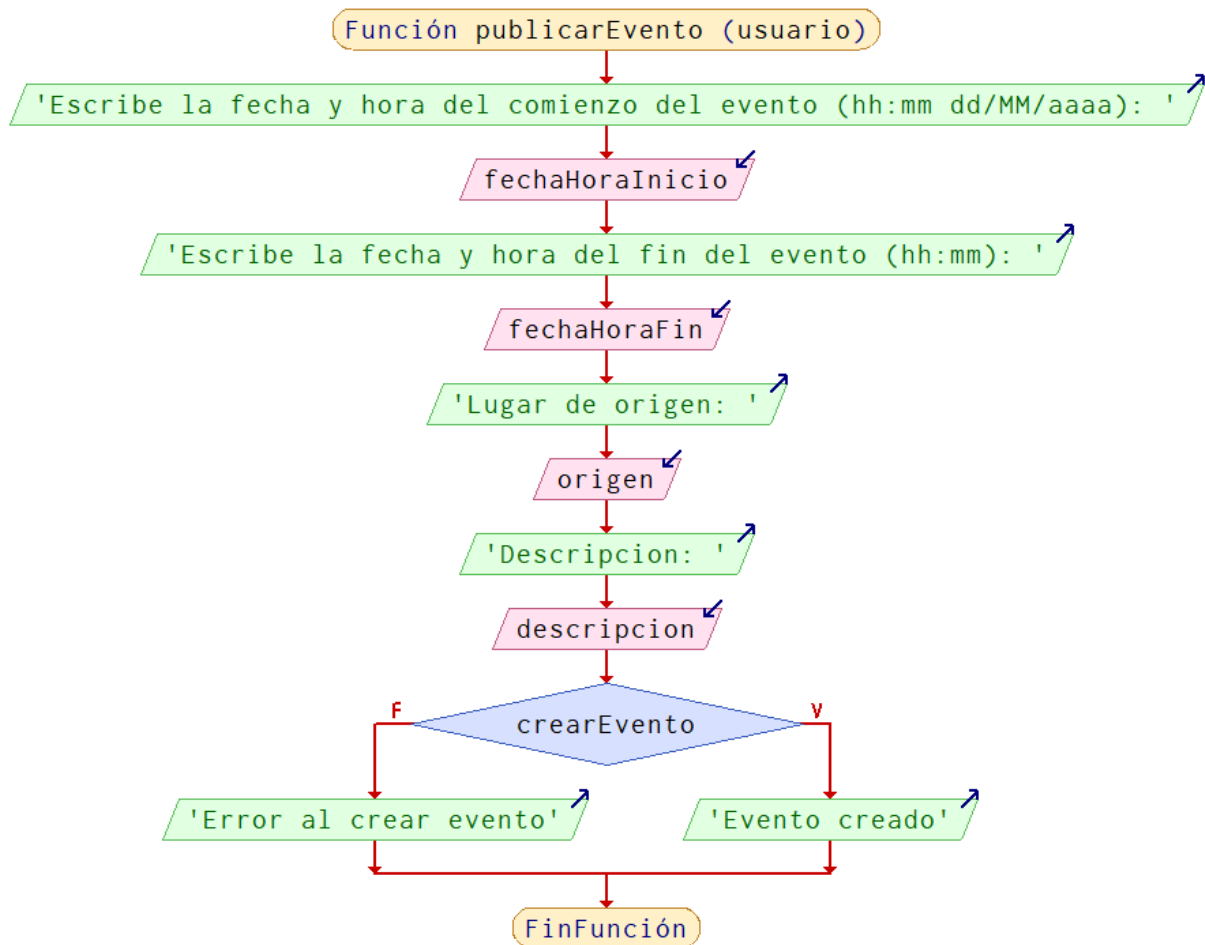 Función publicarEvento (usuario)
'Escribe la fecha y hora del comienzo del evento (hh:mm dd/MM/aaaa): '
fechaHoraInicio
'Escribe la fecha y hora del fin del evento (hh:mm): '
fechaHoraFin
'Lugar de origen: '
origen
'Descripcion: '
descripcion
F
V
crearEvento
'Error al crear evento'
'Evento creado'
FinFunción